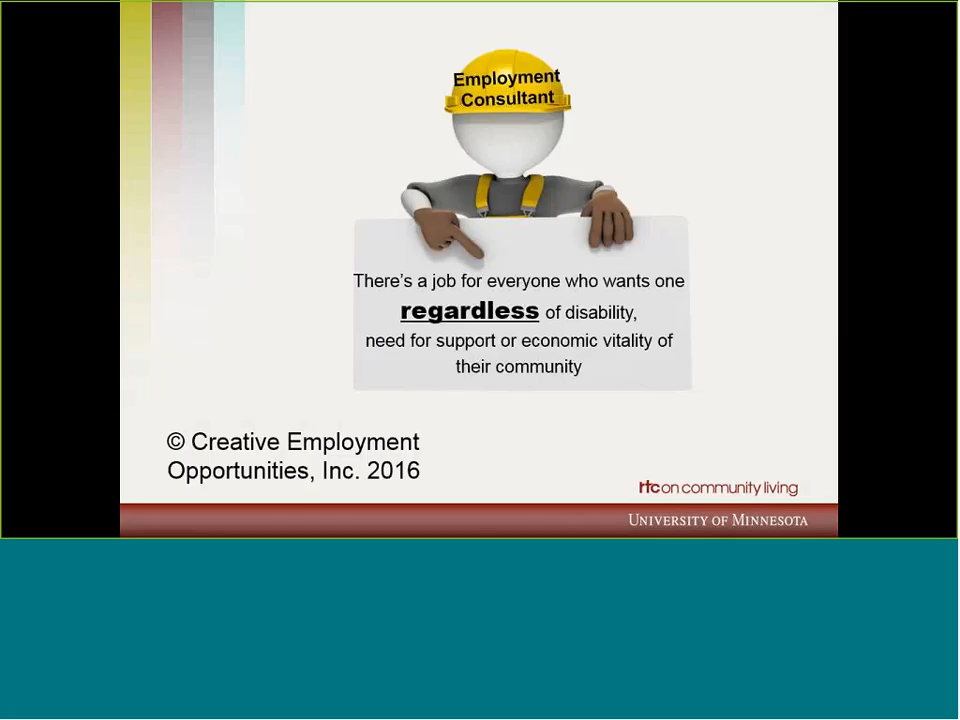 Employment
Consultant
There's a job for everyone who wants one
regardless of disability,
need for support or economic vitality of
their community
© Creative Employment
Opportunities, Inc. 2016
rtc on community living
University of Minnesota